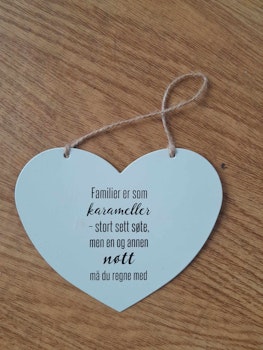 Familier er som
karameller
- stort sett søte,
men en og annen
nøtt
må du regne med